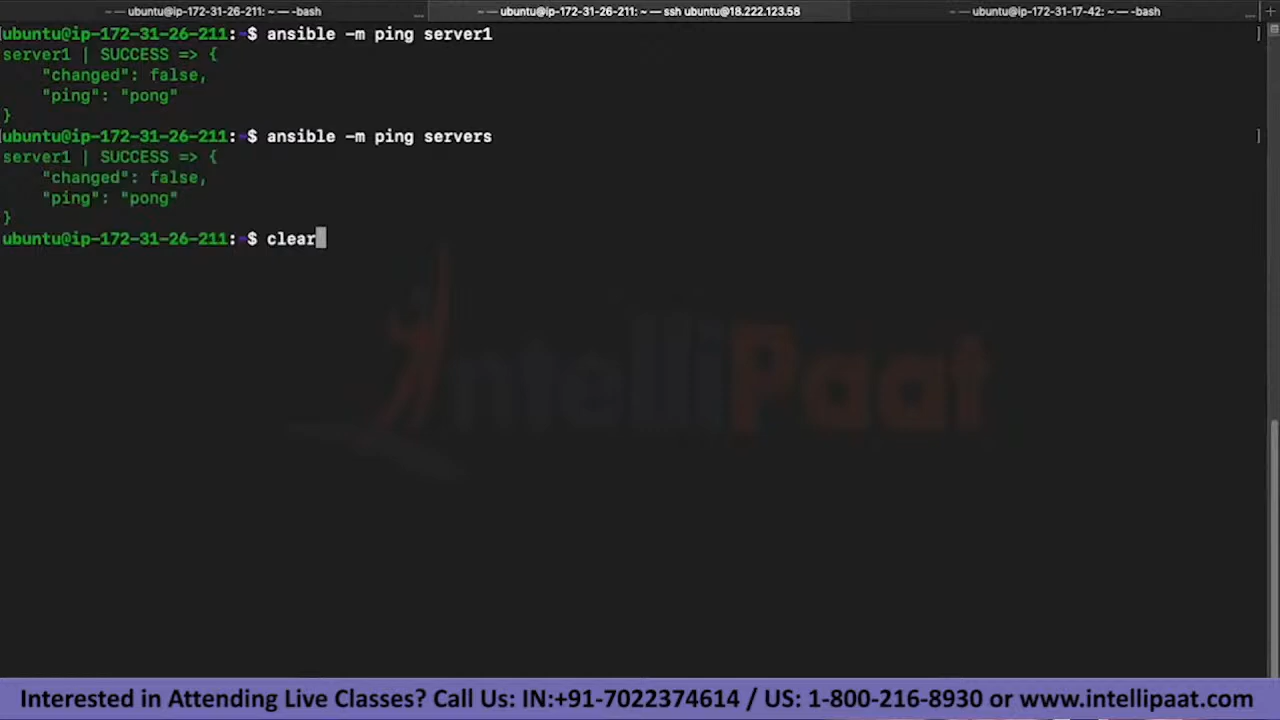 ~ — ubuntu@ip-172-31-26-211: ~ — -bash ... ~ — ubuntu@ip-172-31-26-211: ~ — ssh ubuntu@18.222.123.58 ~ — ubuntu@ip-172-31-17-42: ~ — -bash ... +
[ubuntu@ip-172-31-26-211:~$ ansible -m ping server1 ]
server1 | SUCCESS => {
"changed": false,
"ping": "pong"
}
[ubuntu@ip-172-31-26-211:~$ ansible -m ping servers ]
server1 | SUCCESS => {
"changed": false,
"ping": "pong"
}
ubuntu@ip-172-31-26-211:~$ clear
IntelliPaat
Interested in Attending Live Classes? Call Us: IN:+91-7022374614 / US: 1-800-216-8930 or www.intellipaat.com